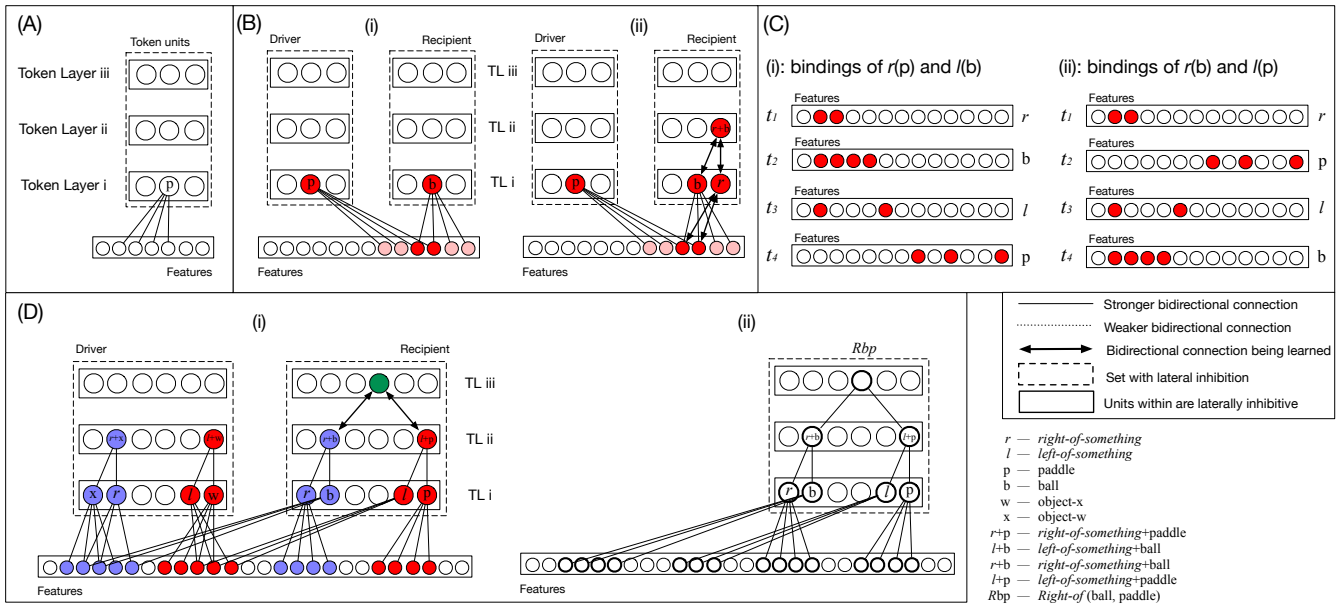 (A)
Token units
Token Layer iii
Token Layer ii
Token Layer i
p
Features
(B)
(i)
Driver
Recipient
TL iii
TL ii
TL i
p
b
Features
(ii)
Driver
Recipient
r+b
p
b
r
Features
(C)
(i): bindings of r(p) and l(b)
Features
t1
r
Features
t2
b
Features
t3
l
Features
t4
p
(ii): bindings of r(b) and l(p)
Features
t1
r
Features
t2
p
Features
t3
l
Features
t4
b
(D)
(i)
Driver
Recipient
TL iii
r+x
l+w
r+b
l+p
TL ii
x
r
l
w
r
b
l
p
TL i
Features
(ii)
Rbp
r+b
l+p
r
b
l
p
Features
Stronger bidirectional connection
Weaker bidirectional connection
Bidirectional connection being learned
Set with lateral inhibition
Units within are laterally inhibitive
r — right-of-something
l — left-of-something
p — paddle
b — ball
w — object-x
x — object-w
r+p — right-of-something+paddle
l+b — left-of-something+ball
r+b — right-of-something+ball
l+p — left-of-something+paddle
Rbp — Right-of (ball, paddle)